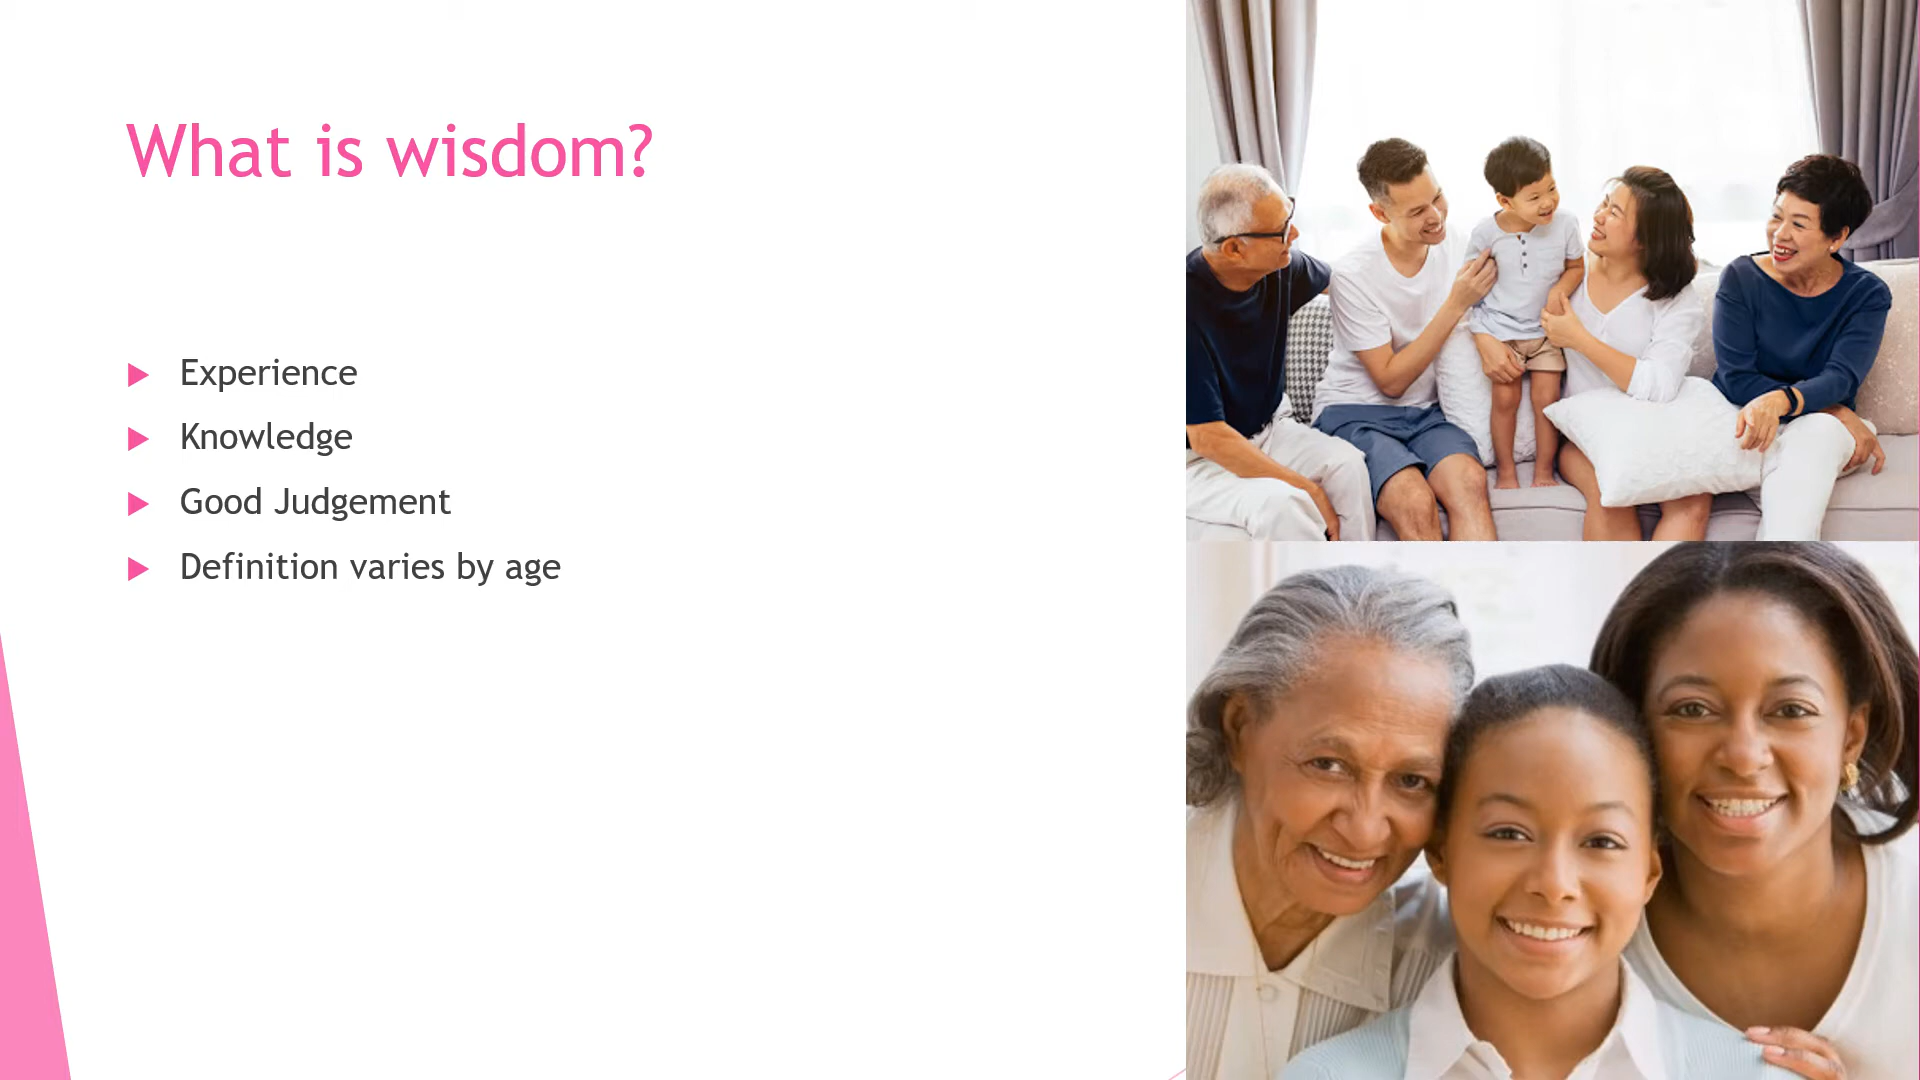 What is wisdom?
Experience
Knowledge
Good Judgement
Definition varies by age